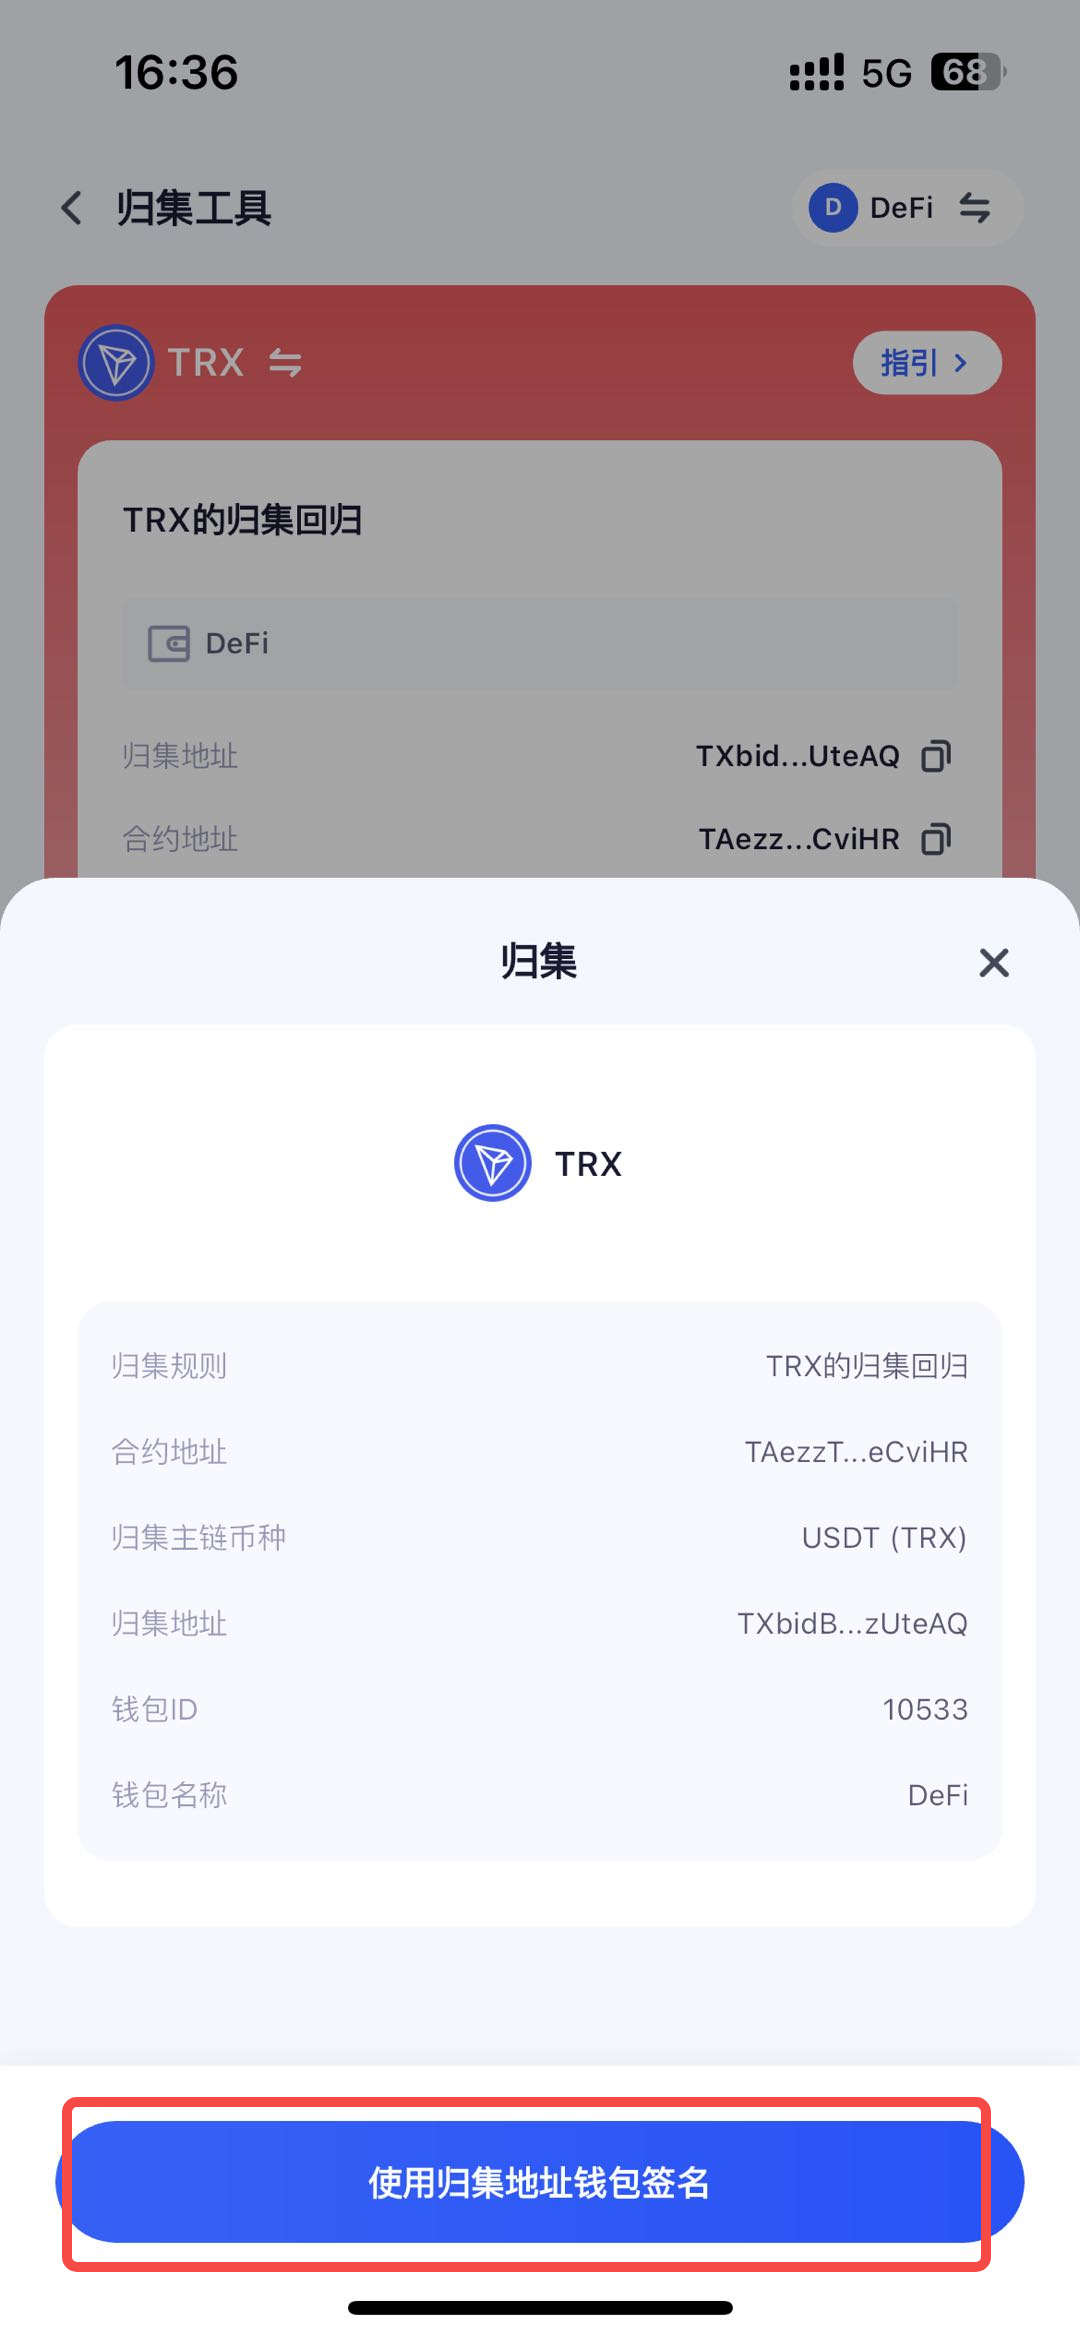 16:36
5G 68
归集工具
D DeFi
TRX
指引
TRX的归集回归
DeFi
归集地址 TXbid...UteAQ
合约地址 TAezz...CviHR
归集
TRX
归集规则 TRX的归集回归
合约地址 TAezzT...eCviHR
归集主链币种 USDT (TRX)
归集地址 TXbidB...zUteAQ
钱包ID 10533
钱包名称 DeFi
使用归集地址钱包签名